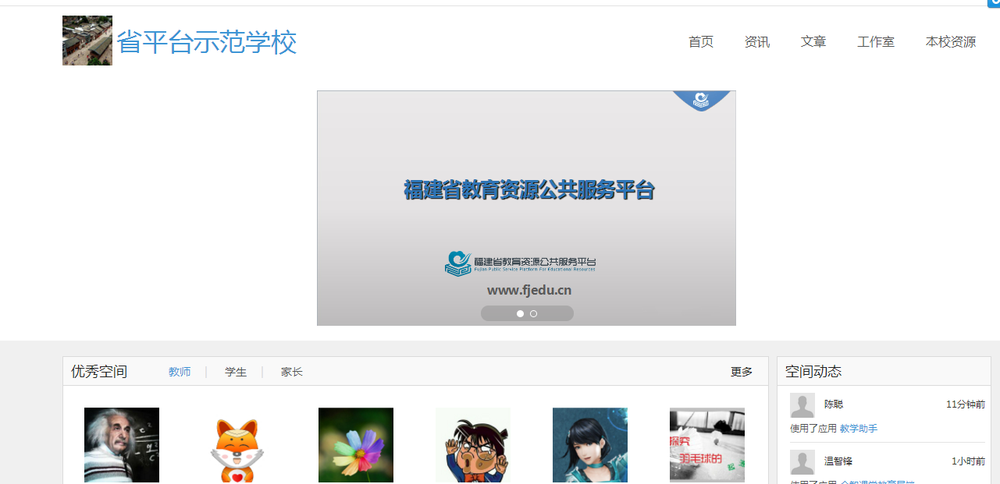 省平台示范学校
首页 资讯 文章 工作室 本校资源
福建省教育资源公共服务平台
福建省教育资源公共服务平台
Fujian Public Service Platform For Educational Resources
www.fjedu.cn
优秀空间 教师 学生 家长 更多
空间动态
陈聪 11分钟前
使用了应用 教学助手
温智锋 1小时前
探究
羽毛球的